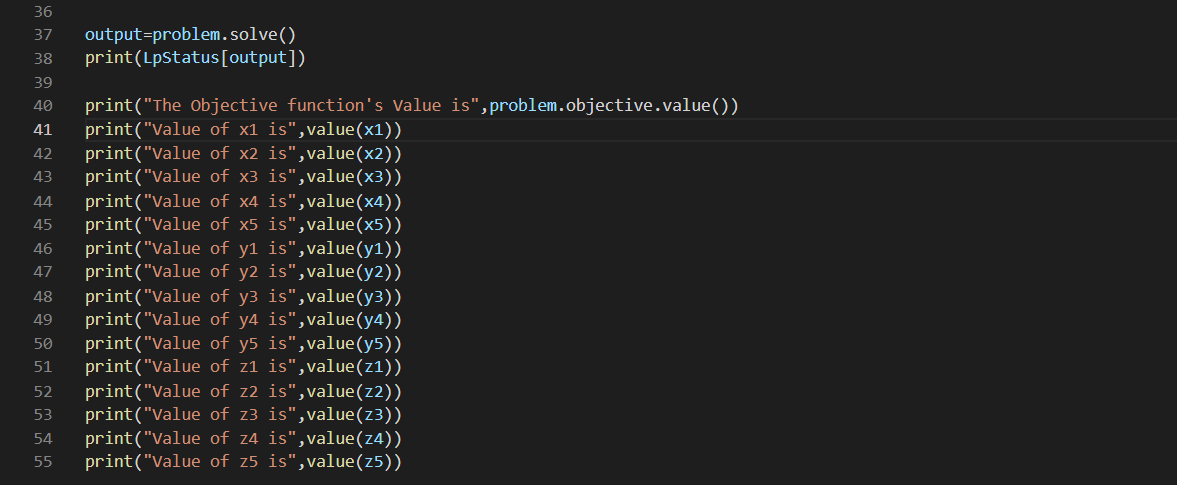 36
37 output=problem.solve()
38 print(LpStatus[output])
39
40 print("The Objective function's Value is",problem.objective.value())
41 print("Value of x1 is",value(x1))
42 print("Value of x2 is",value(x2))
43 print("Value of x3 is",value(x3))
44 print("Value of x4 is",value(x4))
45 print("Value of x5 is",value(x5))
46 print("Value of y1 is",value(y1))
47 print("Value of y2 is",value(y2))
48 print("Value of y3 is",value(y3))
49 print("Value of y4 is",value(y4))
50 print("Value of y5 is",value(y5))
51 print("Value of z1 is",value(z1))
52 print("Value of z2 is",value(z2))
53 print("Value of z3 is",value(z3))
54 print("Value of z4 is",value(z4))
55 print("Value of z5 is",value(z5))